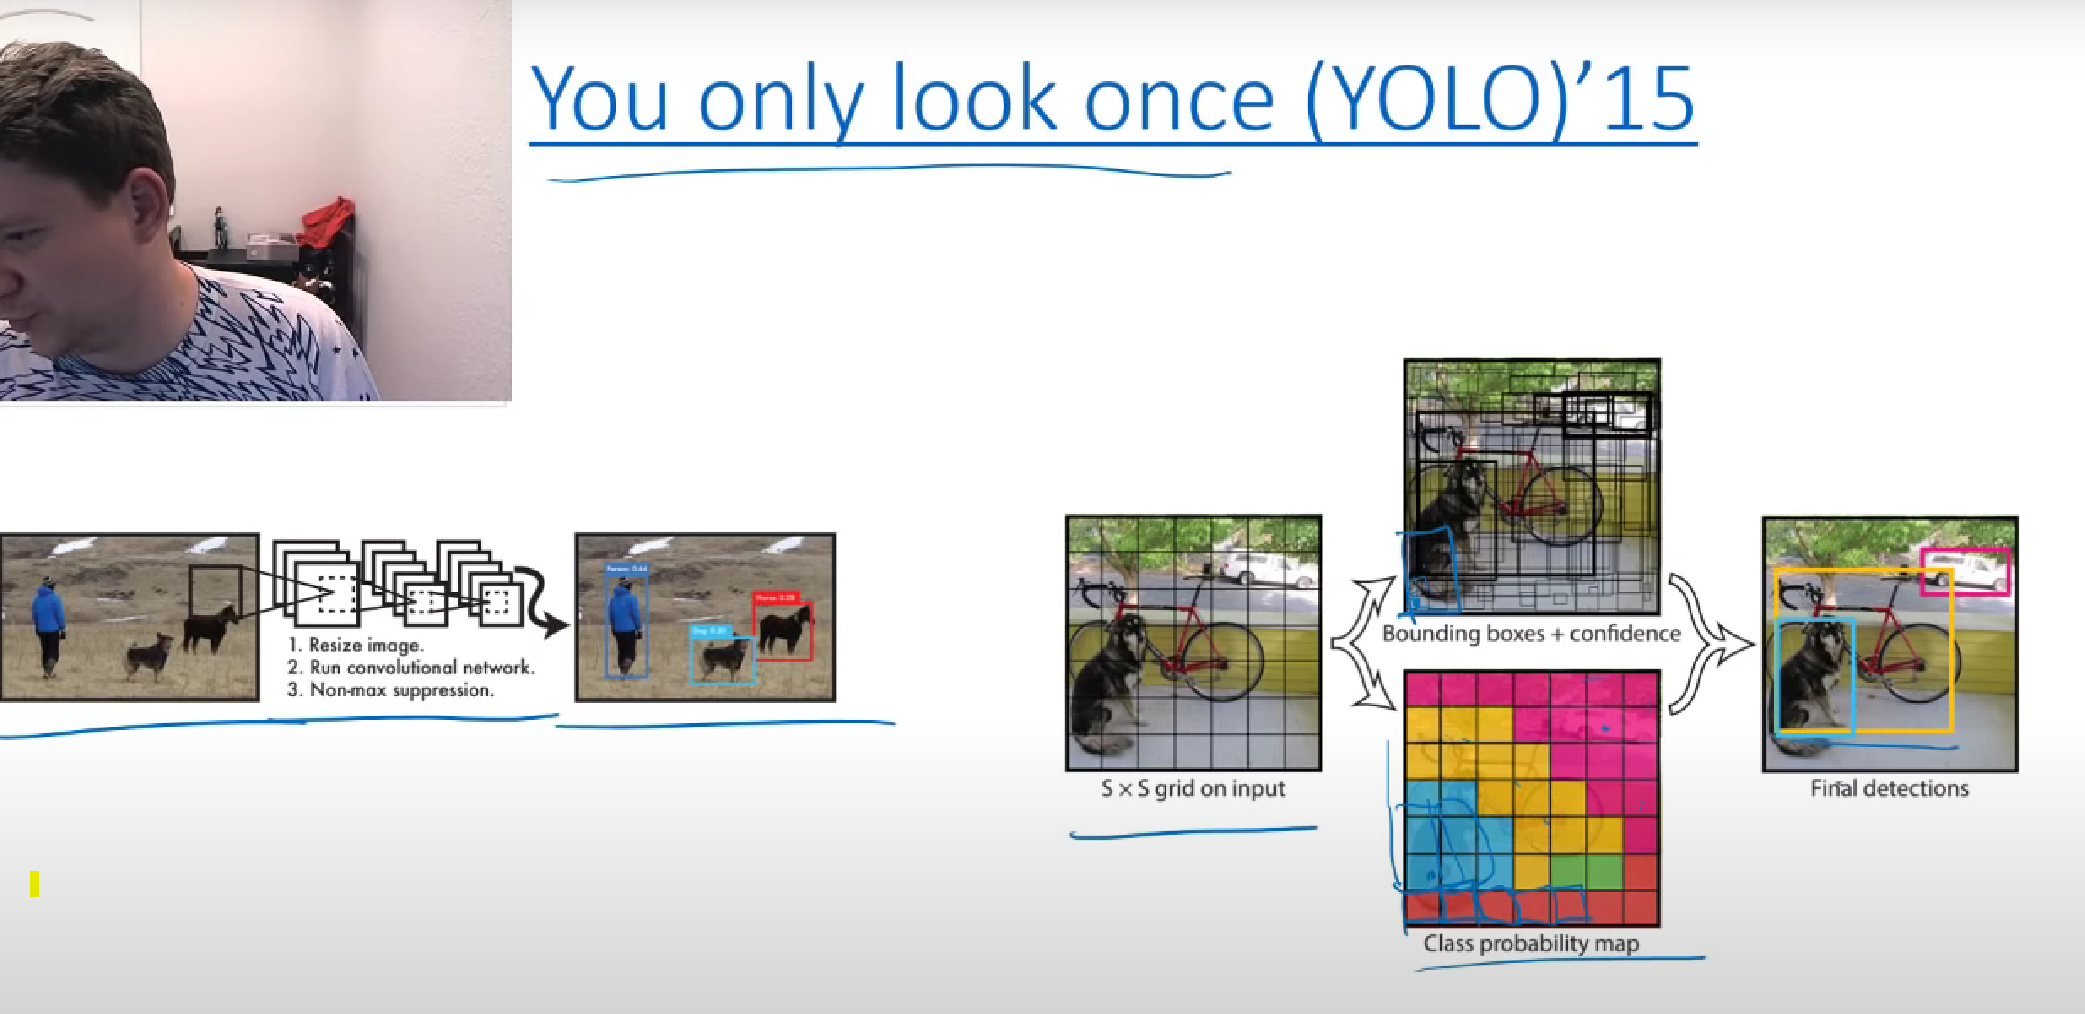 You only look once (YOLO)'15
1. Resize image.
2. Run convolutional network.
3. Non-max suppression.
Person: 0.64
Dog: 0.30
Horse: 0.28
S × S grid on input
Bounding boxes + confidence
Class probability map
Final detections